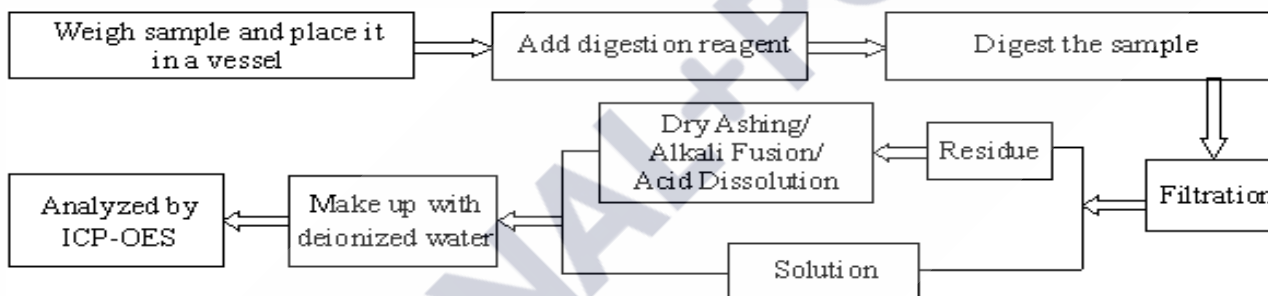 Weigh sample and place it
in a vessel
Add digestion reagent
Digest the sample
Filtration
Residue
Dry Ashing/
Alkali Fusion/
Acid Dissolution
Solution
Make up with
deionized water
Analyzed by
ICP-OES